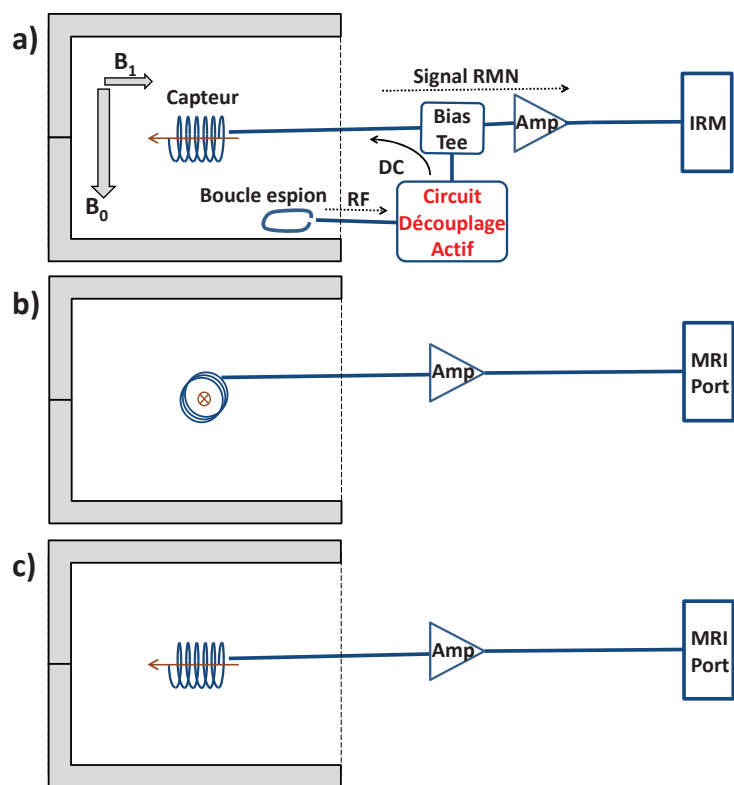 a)
B1
B0
Capteur
Signal RMN
Bias
Tee
Amp
IRM
DC
Boucle espion
RF
Circuit
Découplage
Actif
b)
Amp
MRI
Port
c)
Amp
MRI
Port